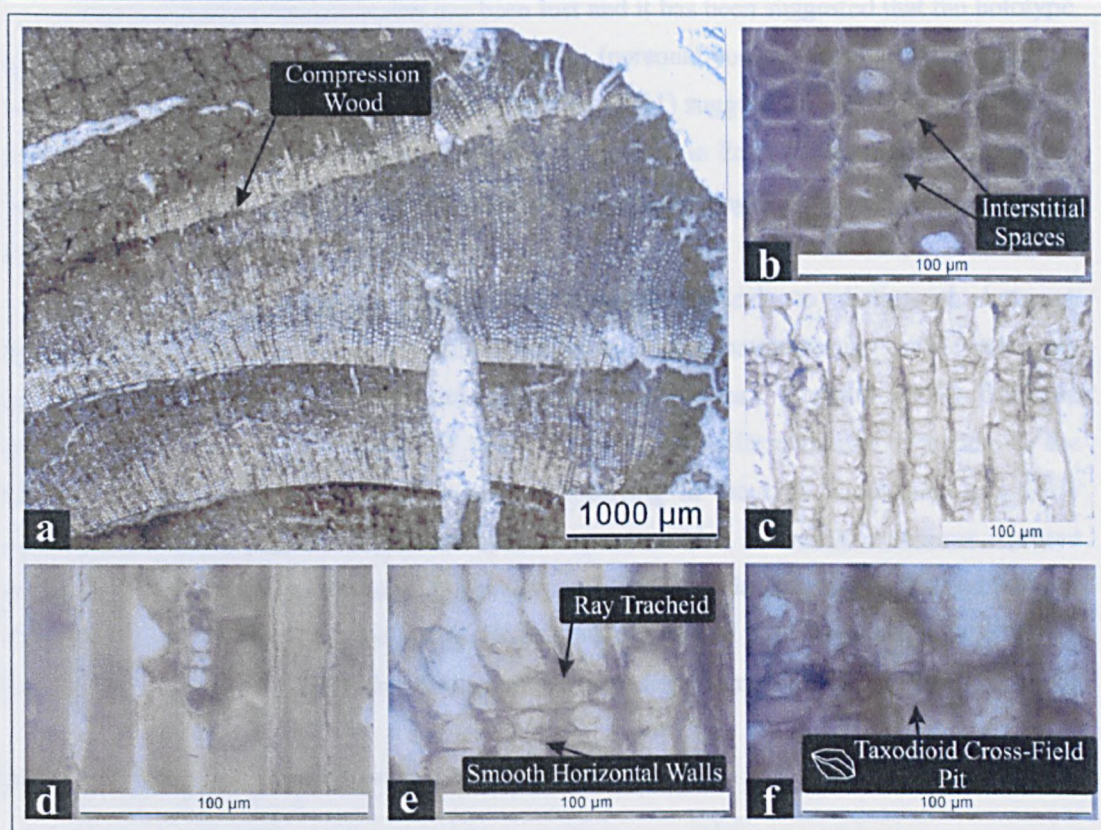 Compression
Wood
a
1000 µm
Interstitial
Spaces
b
100 µm
c
100 µm
d
100 µm
Ray Tracheid
Smooth Horizontal Walls
e
100 µm
Taxodioid Cross-Field
Pit
f
100 µm